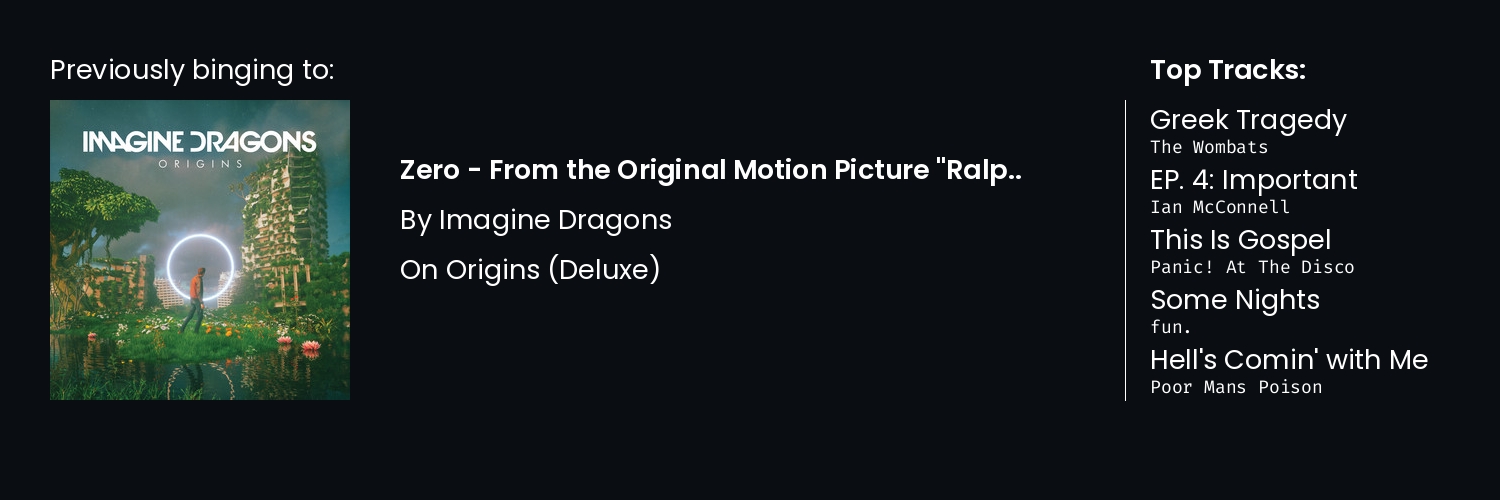 Previously binging to:
IMAGINE DRAGONS
ORIGINS
Zero - From the Original Motion Picture "Ralp..
By Imagine Dragons
On Origins (Deluxe)
Top Tracks:
Greek Tragedy
The Wombats
EP. 4: Important
Ian McConnell
This Is Gospel
Panic! At The Disco
Some Nights
fun.
Hell's Comin' with Me
Poor Mans Poison